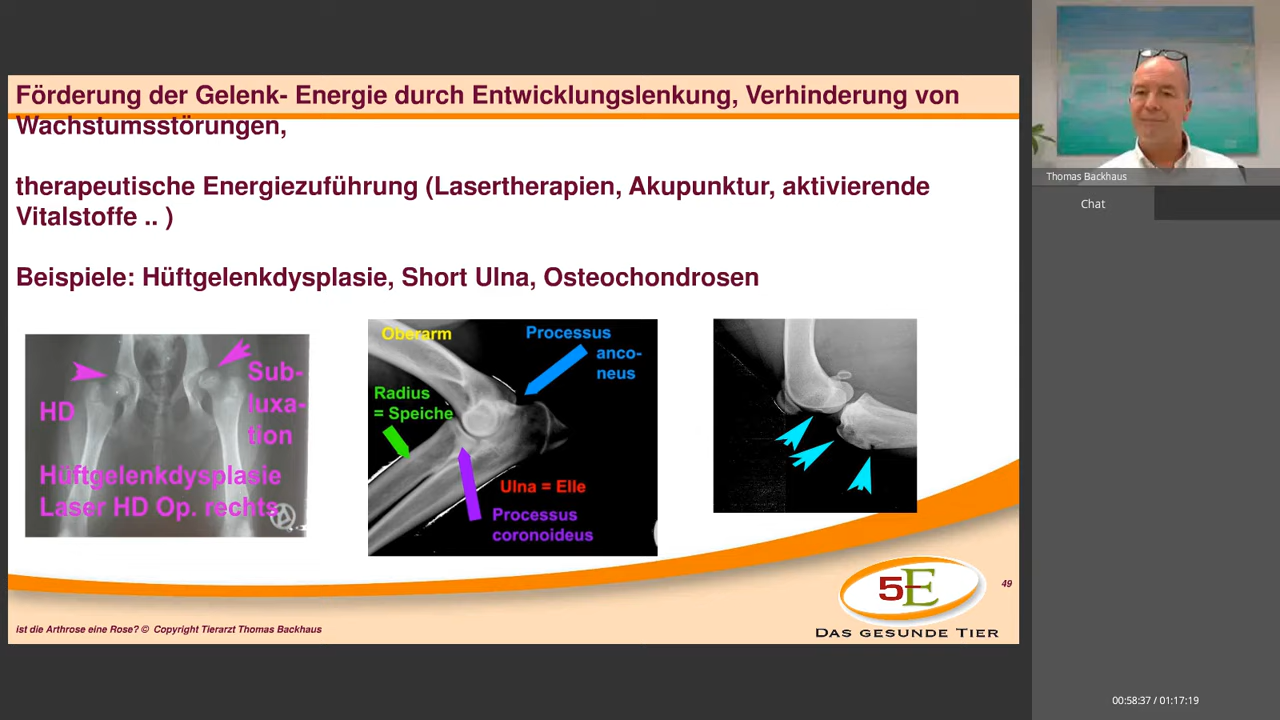 Förderung der Gelenk- Energie durch Entwicklungslenkung, Verhinderung von
Wachstumsstörungen,
therapeutische Energiezuführung (Lasertherapien, Akupunktur, aktivierende
Vitalstoffe .. )
Beispiele: Hüftgelenkdysplasie, Short Ulna, Osteochondrosen
HD
Sub-
luxa-
tion
Hüftgelenkdysplasie
Laser HD Op. rechts
A
Oberarm
Processus
anco-
neus
Radius
= Speiche
Ulna = Elle
Processus
coronoideus
5E
DAS GESUNDE TIER
49
ist die Arthrose eine Rose? © Copyright Tierarzt Thomas Backhaus
Thomas Backhaus
Chat
00:58:37 / 01:17:19